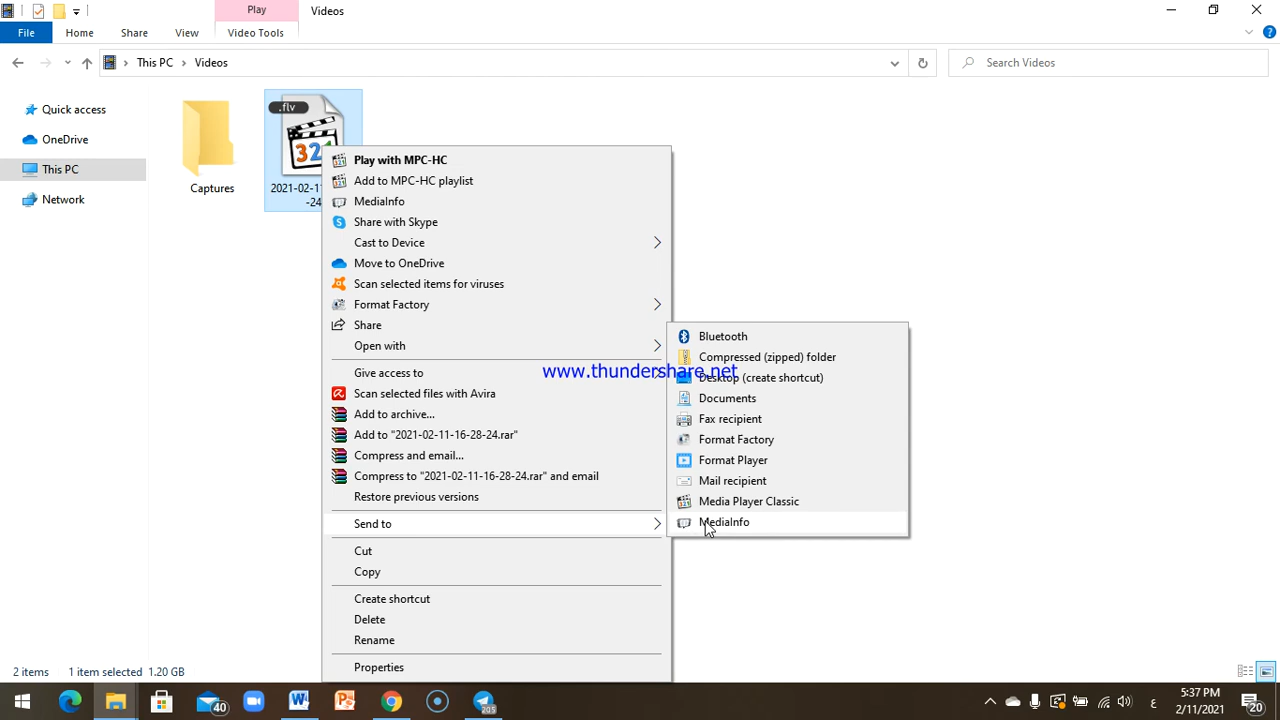 Play
Videos
File
Home
Share
View
Video Tools
This PC
Videos
Search Videos
Quick access
OneDrive
This PC
Network
Captures
.flv
321
2021-02-1
-24
Play with MPC-HC
Add to MPC-HC playlist
MediaInfo
Share with Skype
Cast to Device
Move to OneDrive
Scan selected items for viruses
Format Factory
Share
Open with
Give access to
Scan selected files with Avira
Add to archive...
Add to "2021-02-11-16-28-24.rar"
Compress and email...
Compress to "2021-02-11-16-28-24.rar" and email
Restore previous versions
Send to
Cut
Copy
Create shortcut
Delete
Rename
Properties
Bluetooth
Compressed (zipped) folder
www.thundershare.net
Desktop (create shortcut)
Documents
Fax recipient
Format Factory
Format Player
Mail recipient
Media Player Classic
MediaInfo
2 items
1 item selected 1.20 GB
40
205
ع
5:37 PM
2/11/2021
20